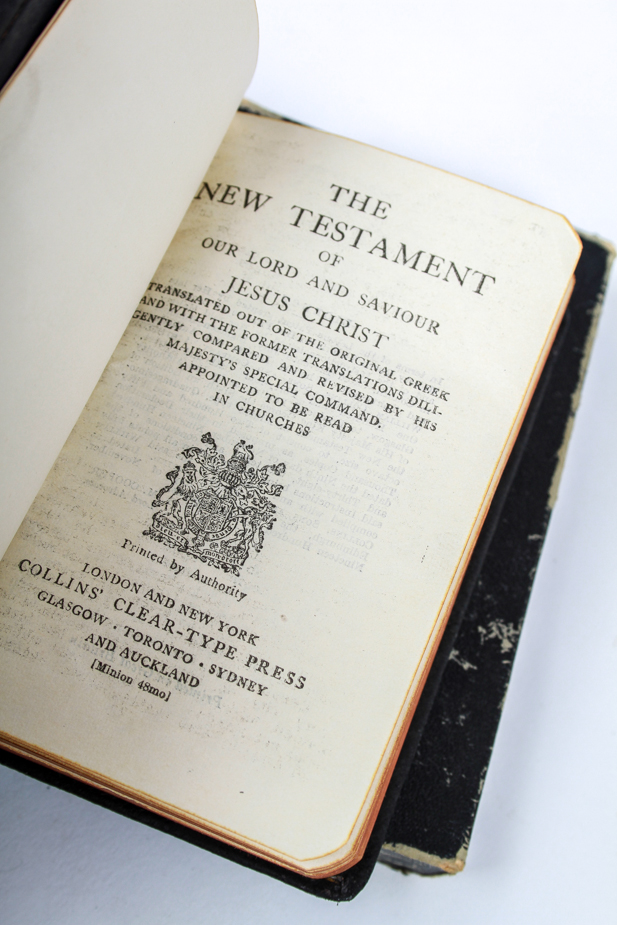 THE
NEW TESTAMENT
OF
OUR LORD AND SAVIOUR
JESUS CHRIST
TRANSLATED OUT OF THE ORIGINAL GREEK
AND WITH THE FORMER TRANSLATIONS DILI-
GENTLY COMPARED AND REVISED BY HIS
MAJESTY'S SPECIAL COMMAND.
APPOINTED TO BE READ
IN CHURCHES
Printed by Authority
LONDON AND NEW YORK
COLLINS' CLEAR-TYPE PRESS
GLASGOW · TORONTO · SYDNEY
AND AUCKLAND
[Minion 48mo]